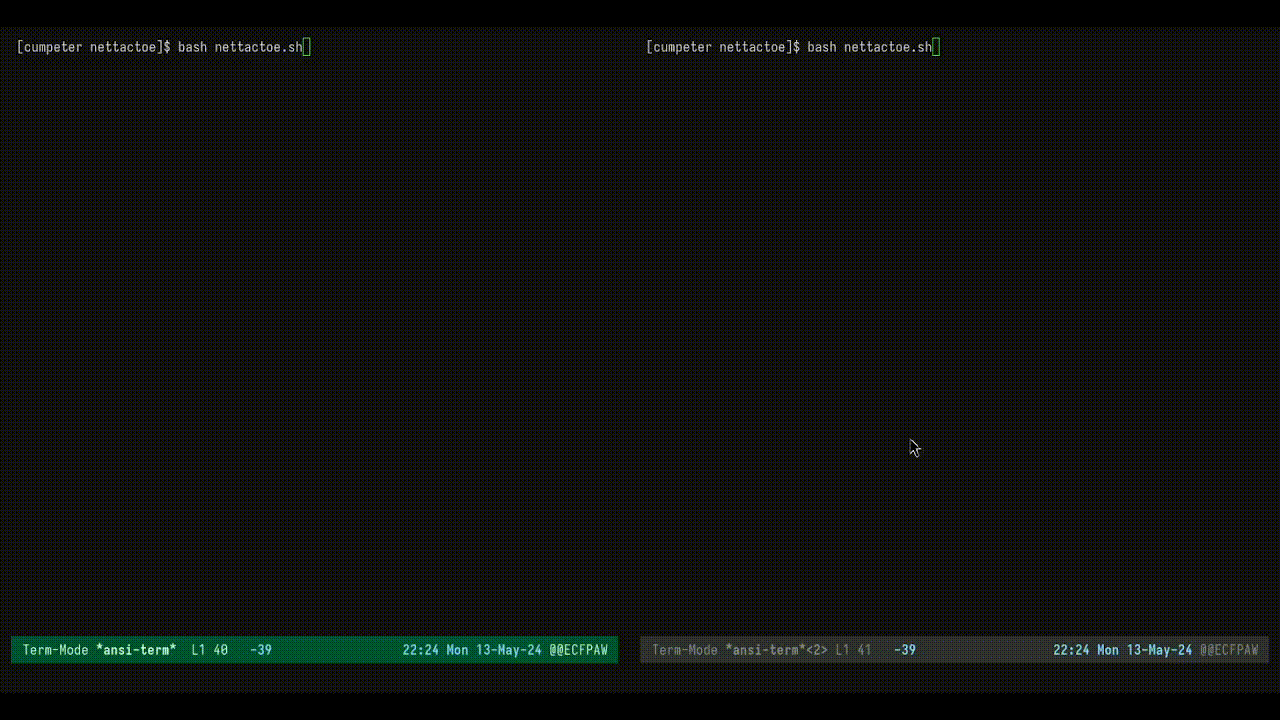 [cumpeter nettactoe]$ bash nettactoe.sh
[cumpeter nettactoe]$ bash nettactoe.sh
Term-Mode *ansi-term* L1 40 -39 22:24 Mon 13-May-24 @@ECFPAW
Term-Mode *ansi-term*<2> L1 41 -39 22:24 Mon 13-May-24 @@ECFPAW